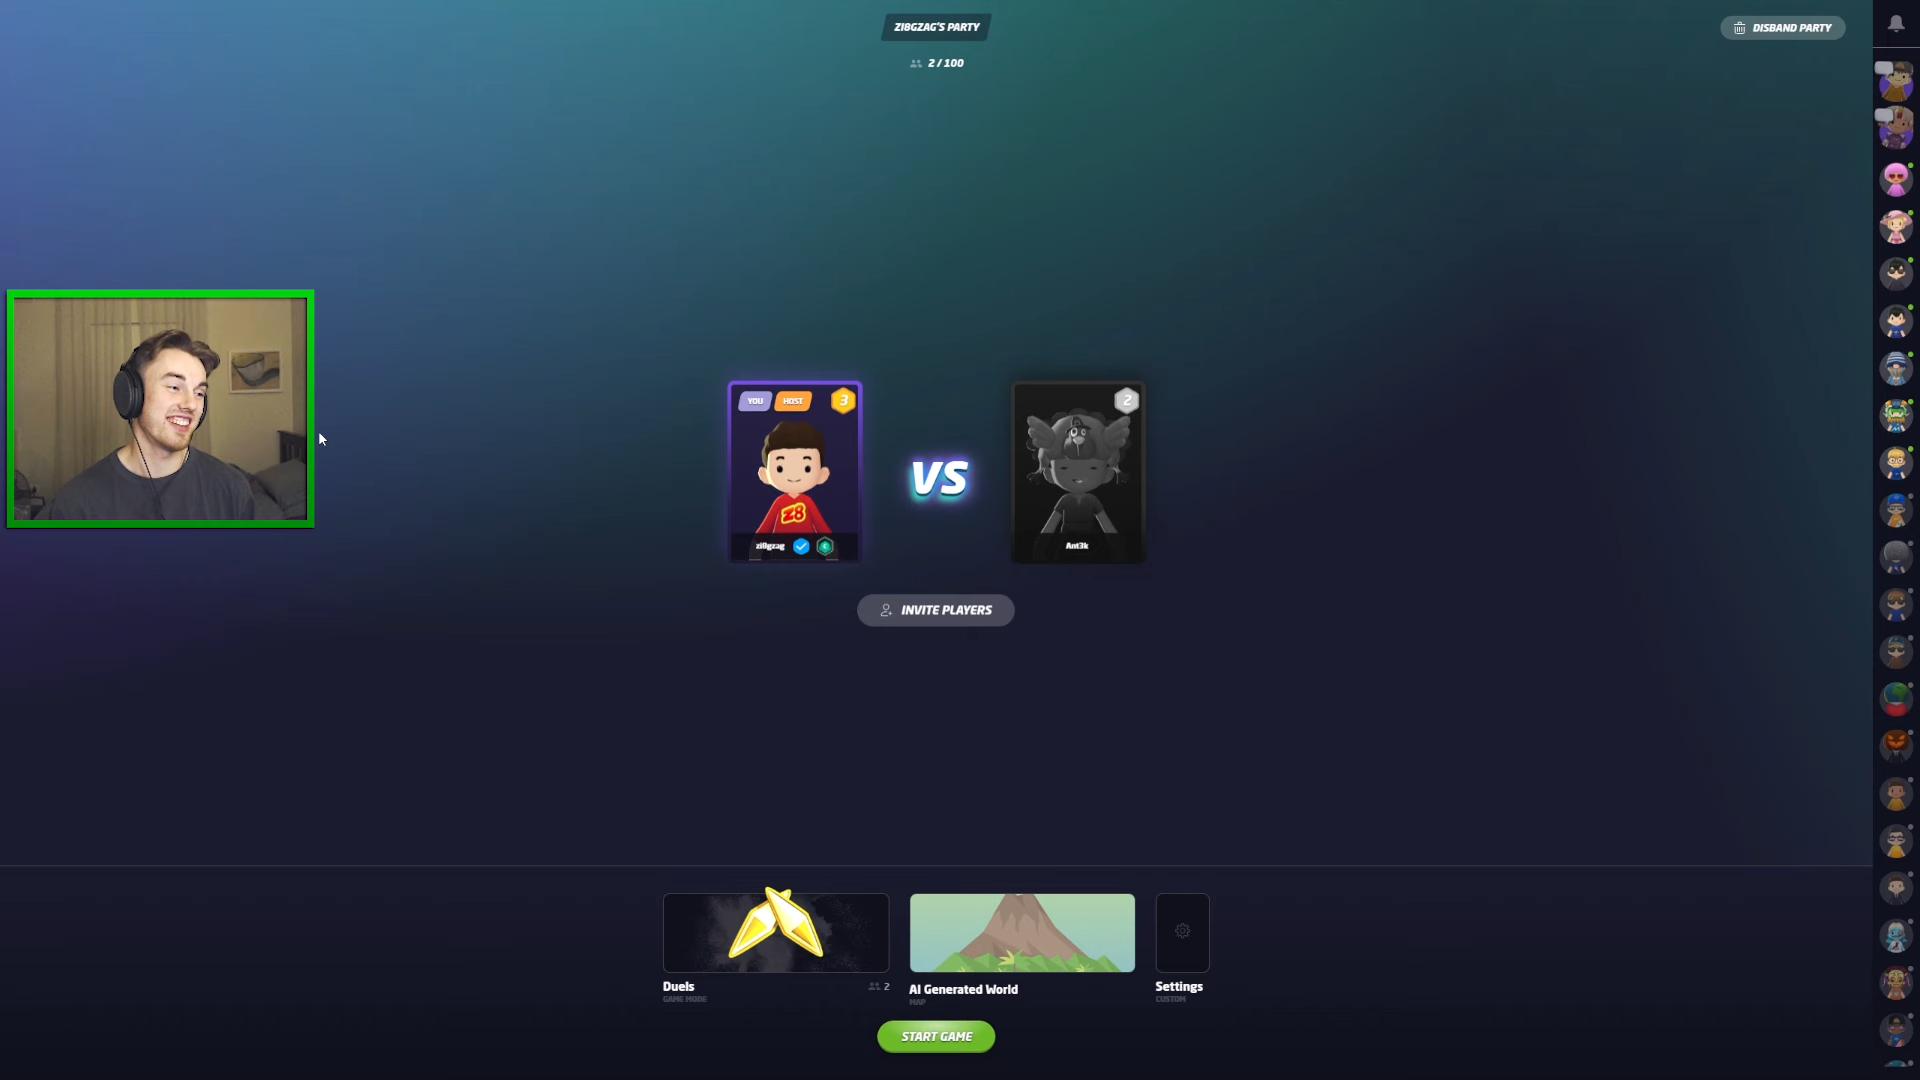 ZI8GZAG'S PARTY
DISBAND PARTY
2 / 100
YOU
HOST
3
2
VS
Z8
zi8gzag
Ant3k
INVITE PLAYERS
Duels
2
GAME MODE
AI Generated World
MAP
Settings
CUSTOM
START GAME